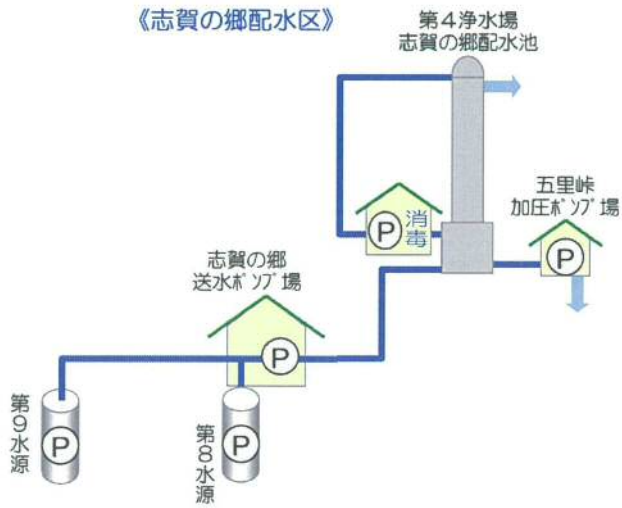 《志賀の郷配水区》
第4浄水場
志賀の郷配水池
五里峠
加圧ポンプ場
P
消毒
P
志賀の郷
送水ポンプ場
P
第9水源
P
第8水源
P